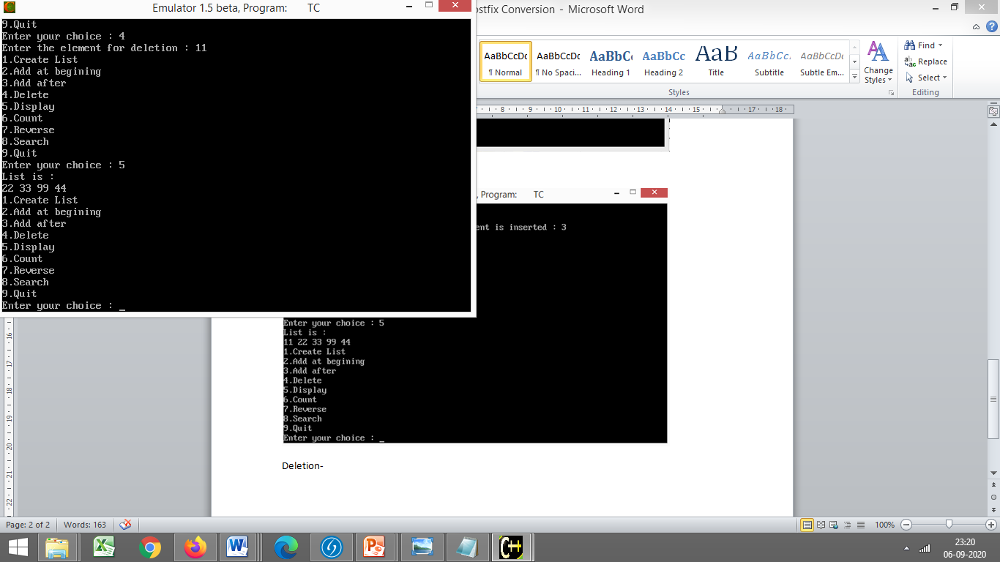 Emulator 1.5 beta, Program: TC
9.Quit
Enter your choice : 4
Enter the element for deletion : 11
1.Create List
2.Add at begining
3.Add after
4.Delete
5.Display
6.Count
7.Reverse
8.Search
9.Quit
Enter your choice : 5
List is :
22 33 99 44
1.Create List
2.Add at begining
3.Add after
4.Delete
5.Display
6.Count
7.Reverse
8.Search
9.Quit
Enter your choice : _
ostfix Conversion - Microsoft Word
AaBbCcDc AaBbCcDc AaBbCc AaBbCc AaB AaBbCc. AaBbCcDc
¶ Normal ¶ No Spaci... Heading 1 Heading 2 Title Subtitle Subtle Em...
Change Styles
Styles
Find
Replace
Select
Editing
8 9 10 11 12 13 14 15 17 18
, Program: TC
ent is inserted : 3
Enter your choice : 5
List is :
11 22 33 99 44
1.Create List
2.Add at begining
3.Add after
4.Delete
5.Display
6.Count
7.Reverse
8.Search
9.Quit
Enter your choice : _
Deletion-
17
18
19
20
21
22
Page: 2 of 2 Words: 163 100%
23:20
06-09-2020